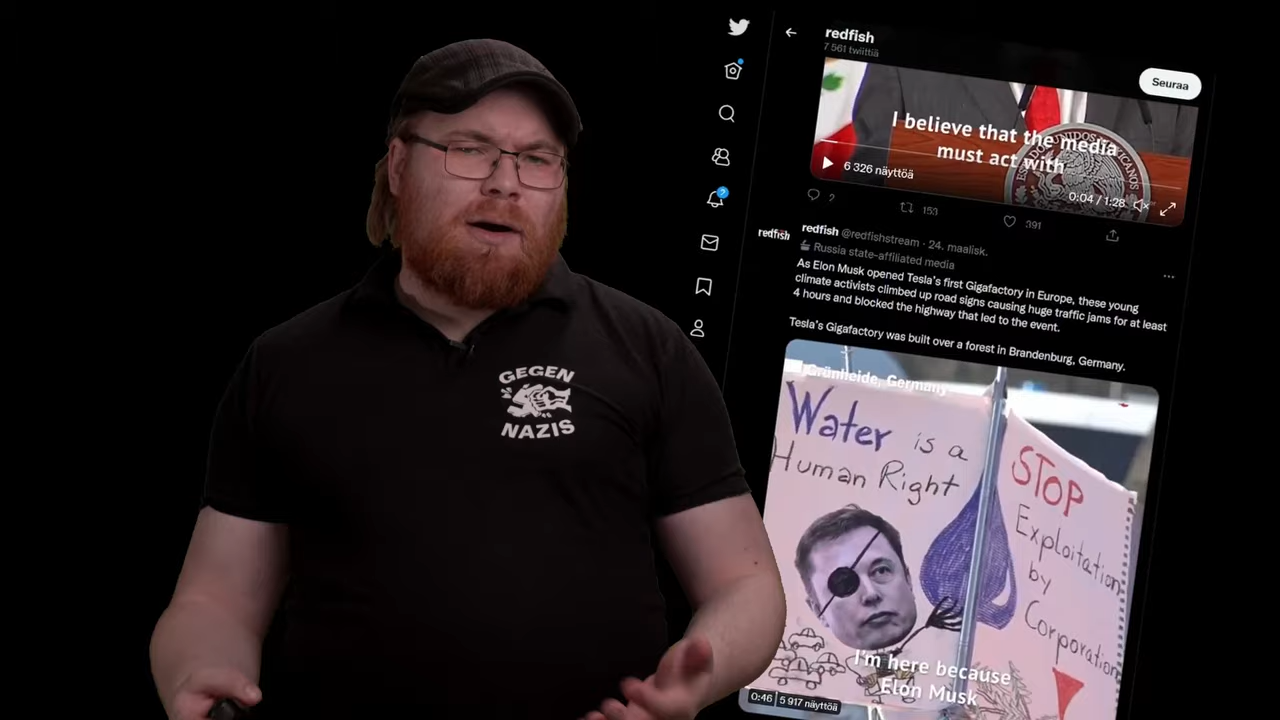 GEGEN
NAZIS
redfish
7 561 twiittiä
Seuraa
I believe that the media
must act with
6 326 näyttöä
0:04 / 1:28
2
153
391
2
redfish
redfish @redfishstream · 24. maalisk.
Russia state-affiliated media
As Elon Musk opened Tesla's first Gigafactory in Europe, these young
climate activists climbed up road signs causing huge traffic jams for at least
4 hours and blocked the highway that led to the event.
Tesla's Gigafactory was built over a forest in Brandenburg, Germany.
Grünheide, Germany
Water is a
Human Right
STOP
Exploitation
by
Corporation
I'm here because
Elon Musk
0:46 5 917 näyttöä